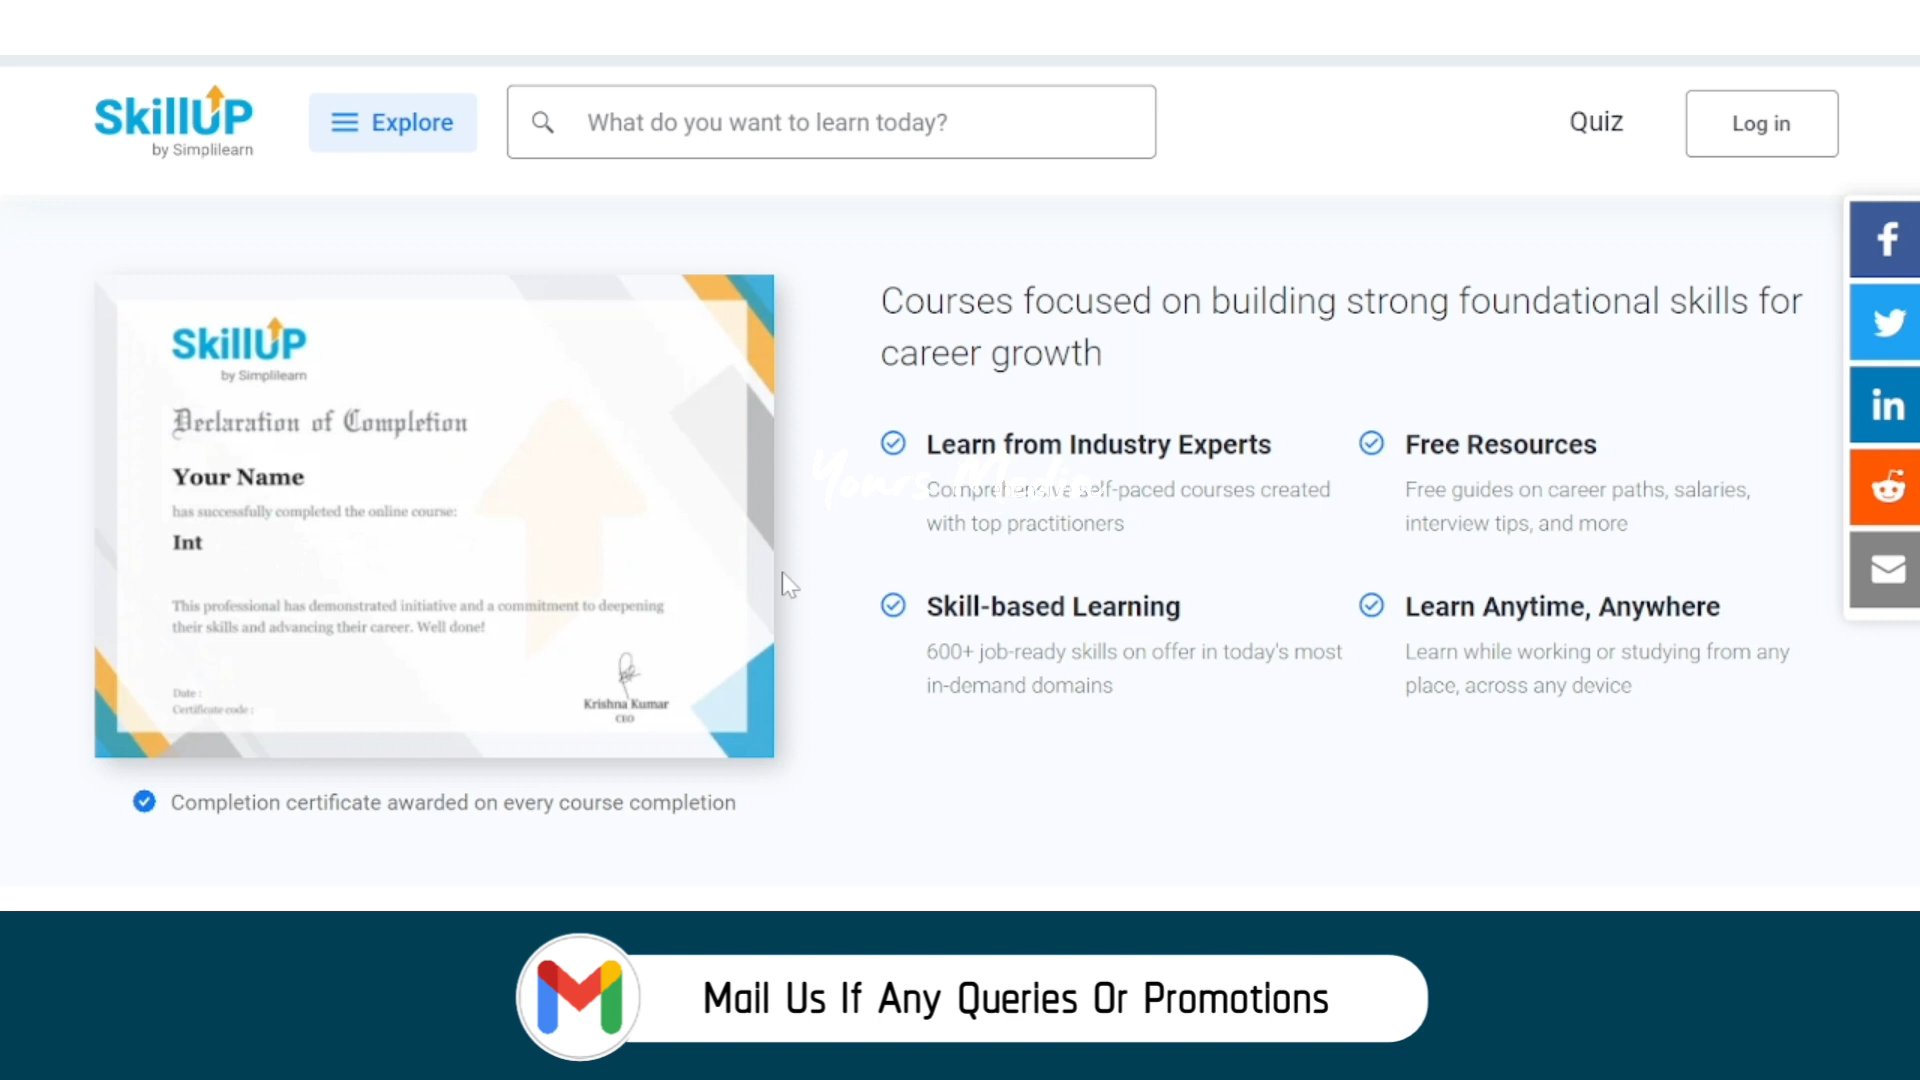 SkillUP
by Simplilearn
Explore
What do you want to learn today?
Quiz
Log in
SkillUP
by Simplilearn
Declaration of Completion
Your Name
has successfully completed the online course:
Int
This professional has demonstrated initiative and a commitment to deepening
their skills and advancing their career. Well done!
Krishna Kumar
CEO
Date :
Certificate code :
Completion certificate awarded on every course completion
Courses focused on building strong foundational skills for
career growth
Learn from Industry Experts
self-paced courses created
with top practitioners
Free Resources
Free guides on career paths, salaries,
interview tips, and more
Skill-based Learning
600+ job-ready skills on offer in today's most
in-demand domains
Learn Anytime, Anywhere
Learn while working or studying from any
place, across any device
Yours Media
Mail Us If Any Queries Or Promotions